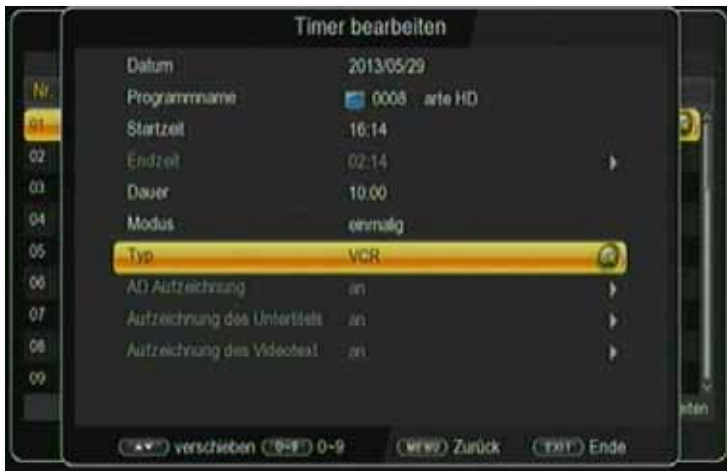 Timer bearbeiten
Datum 2013/05/29
Programmname 0008 arte HD
Startzeit 16:14
Endzeit 02:14
Dauer 10:00
Modus einmalig
Typ VCR
AD Aufzeichnung an
Aufzeichnung des Untertitels an
Aufzeichnung des Videotext an
Nr.
01
02
03
04
05
06
07
08
09
eiten
▲▼ verschieben 0~9 0~9 MENU Zurück EXIT Ende